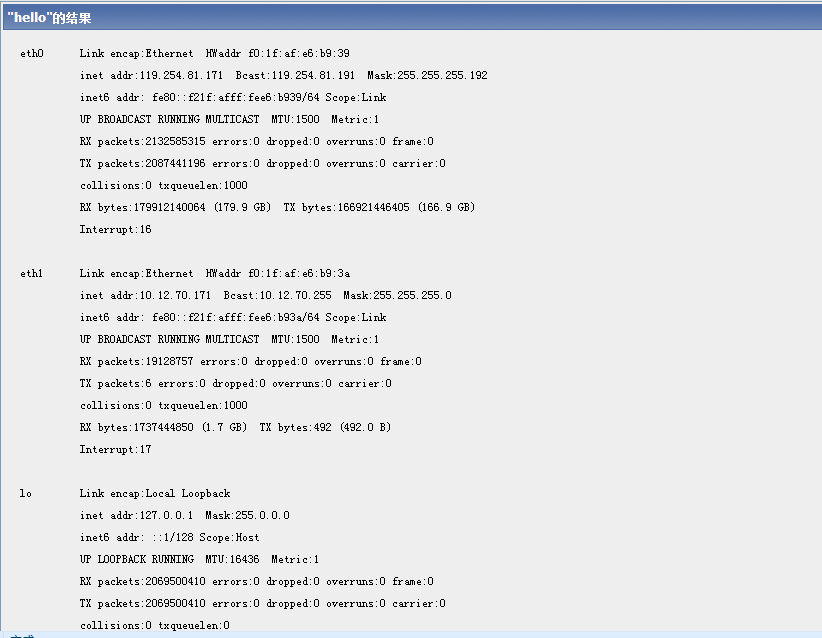 "hello"的结果
eth0 Link encap:Ethernet HWaddr f0:1f:af:e6:b9:39
inet addr:119.254.81.171 Bcast:119.254.81.191 Mask:255.255.255.192
inet6 addr: fe80::f21f:afff:fee6:b939/64 Scope:Link
UP BROADCAST RUNNING MULTICAST MTU:1500 Metric:1
RX packets:2132585315 errors:0 dropped:0 overruns:0 frame:0
TX packets:2087441196 errors:0 dropped:0 overruns:0 carrier:0
collisions:0 txqueuelen:1000
RX bytes:179912140064 (179.9 GB) TX bytes:166921446405 (166.9 GB)
Interrupt:16
eth1 Link encap:Ethernet HWaddr f0:1f:af:e6:b9:3a
inet addr:10.12.70.171 Bcast:10.12.70.255 Mask:255.255.255.0
inet6 addr: fe80::f21f:afff:fee6:b93a/64 Scope:Link
UP BROADCAST RUNNING MULTICAST MTU:1500 Metric:1
RX packets:19128757 errors:0 dropped:0 overruns:0 frame:0
TX packets:6 errors:0 dropped:0 overruns:0 carrier:0
collisions:0 txqueuelen:1000
RX bytes:1737444850 (1.7 GB) TX bytes:492 (492.0 B)
Interrupt:17
lo Link encap:Local Loopback
inet addr:127.0.0.1 Mask:255.0.0.0
inet6 addr: ::1/128 Scope:Host
UP LOOPBACK RUNNING MTU:16436 Metric:1
RX packets:2069500410 errors:0 dropped:0 overruns:0 frame:0
TX packets:2069500410 errors:0 dropped:0 overruns:0 carrier:0
collisions:0 txqueuelen:0